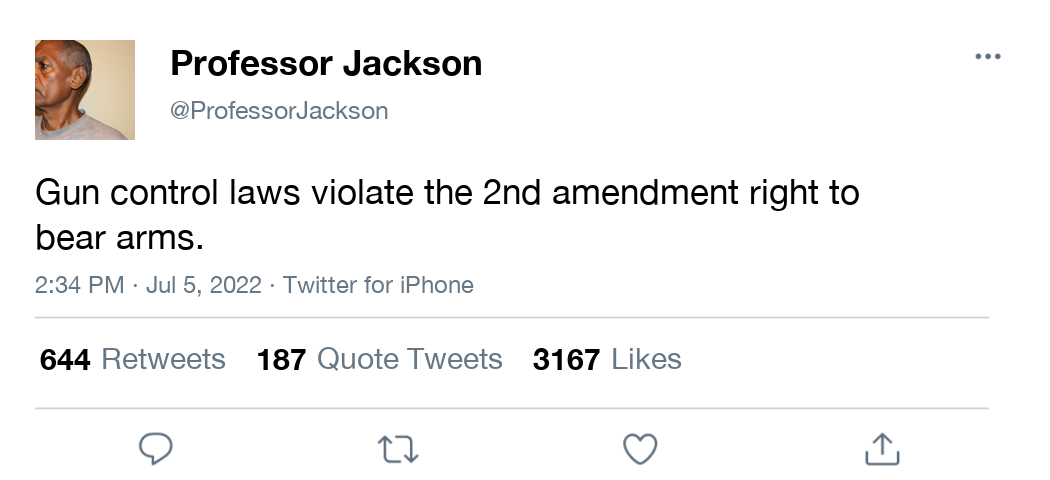 Professor Jackson
@ProfessorJackson
Gun control laws violate the 2nd amendment right to
bear arms.
2:34 PM · Jul 5, 2022 · Twitter for iPhone
644 Retweets 187 Quote Tweets 3167 Likes